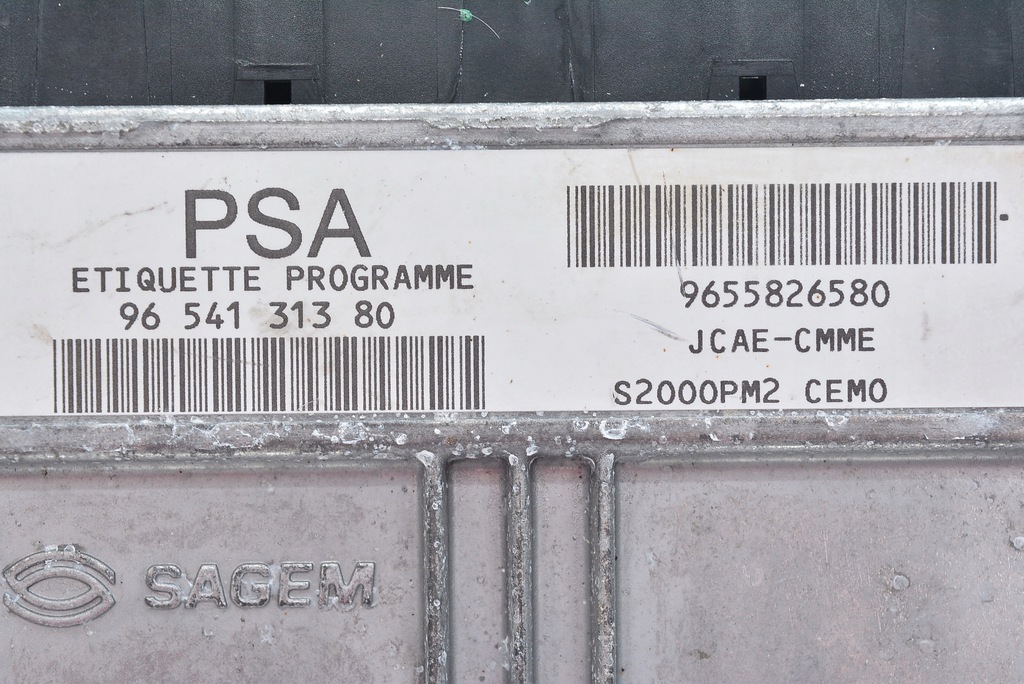 PSA
ETIQUETTE PROGRAMME
96 541 313 80
9655826580
JCAE-CMME
S2000PM2 CEMO
SAGEM